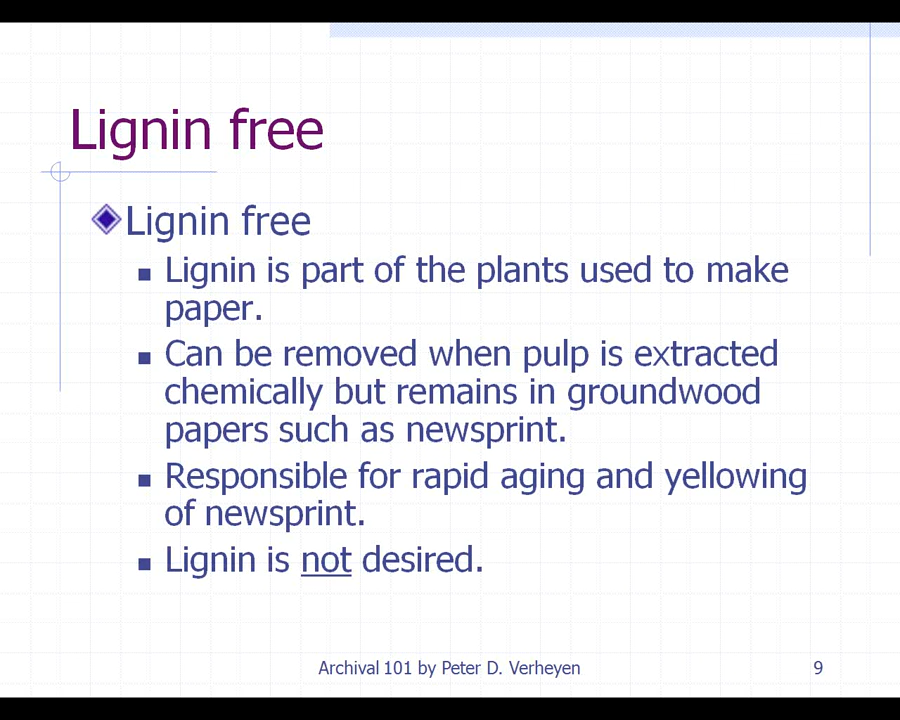 Lignin free
Lignin free
Lignin is part of the plants used to make
paper.
Can be removed when pulp is extracted
chemically but remains in groundwood
papers such as newsprint.
Responsible for rapid aging and yellowing
of newsprint.
Lignin is not desired.
Archival 101 by Peter D. Verheyen
9